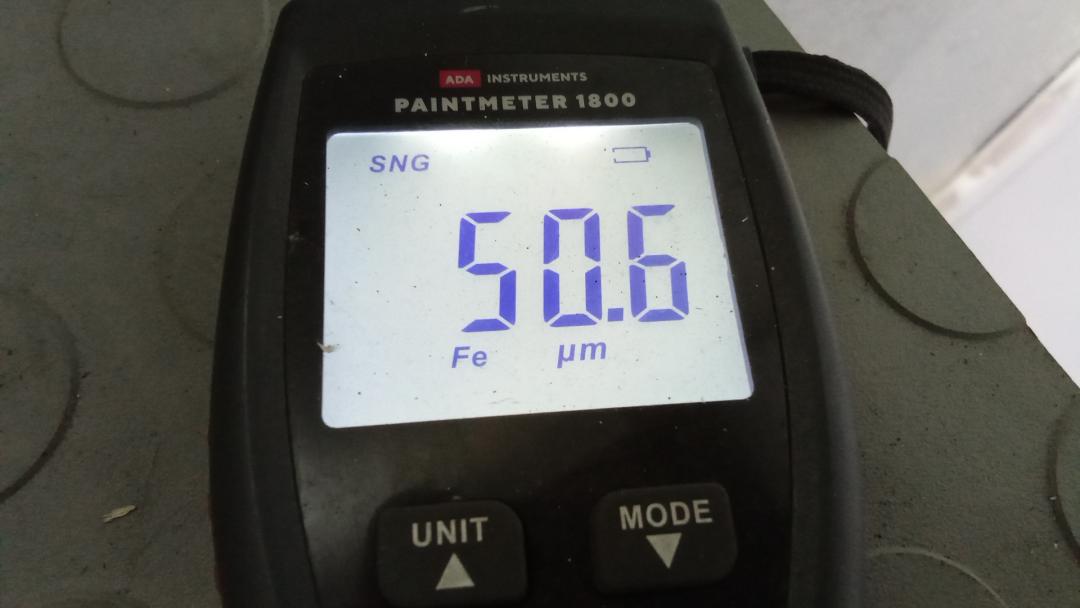 ADA INSTRUMENTS
PAINTMETER 1800
SNG
50.6
Fe µm
UNIT MODE